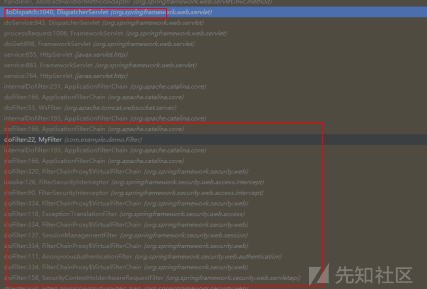 doDispatch:1040, DispatcherServlet (org.springframework.web.servlet)
doService:943, DispatcherServlet (org.springframework.web.servlet)
processRequest:1006, FrameworkServlet (org.springframework.web.servlet)
doGet:898, FrameworkServlet (org.springframework.web.servlet)
service:655, HttpServlet (javax.servlet.http)
service:883, FrameworkServlet (org.springframework.web.servlet)
service:764, HttpServlet (javax.servlet.http)
internalDoFilter:231, ApplicationFilterChain (org.apache.catalina.core)
doFilter:166, ApplicationFilterChain (org.apache.catalina.core)
doFilter:53, WsFilter (org.apache.tomcat.websocket.server)
internalDoFilter:193, ApplicationFilterChain (org.apache.catalina.core)
doFilter:166, ApplicationFilterChain (org.apache.catalina.core)
doFilter:22, MyFilter (com.example.demo.Filter)
internalDoFilter:193, ApplicationFilterChain (org.apache.catalina.core)
doFilter:166, ApplicationFilterChain (org.apache.catalina.core)
doFilter:320, FilterChainProxy$VirtualFilterChain (org.springframework.security.web)
invoke:126, FilterSecurityInterceptor (org.springframework.security.web.access.intercept)
doFilter:90, FilterSecurityInterceptor (org.springframework.security.web.access.intercept)
doFilter:334, FilterChainProxy$VirtualFilterChain (org.springframework.security.web)
doFilter:118, ExceptionTranslationFilter (org.springframework.security.web.access)
doFilter:334, FilterChainProxy$VirtualFilterChain (org.springframework.security.web)
doFilter:137, SessionManagementFilter (org.springframework.security.web.session)
doFilter:334, FilterChainProxy$VirtualFilterChain (org.springframework.security.web)
doFilter:111, AnonymousAuthenticationFilter (org.springframework.security.web.authentication)
doFilter:334, FilterChainProxy$VirtualFilterChain (org.springframework.security.web)
doFilter:158, SecurityContextHolderAwareRequestFilter (org.springframework.security.web.servletapi)
先知社区